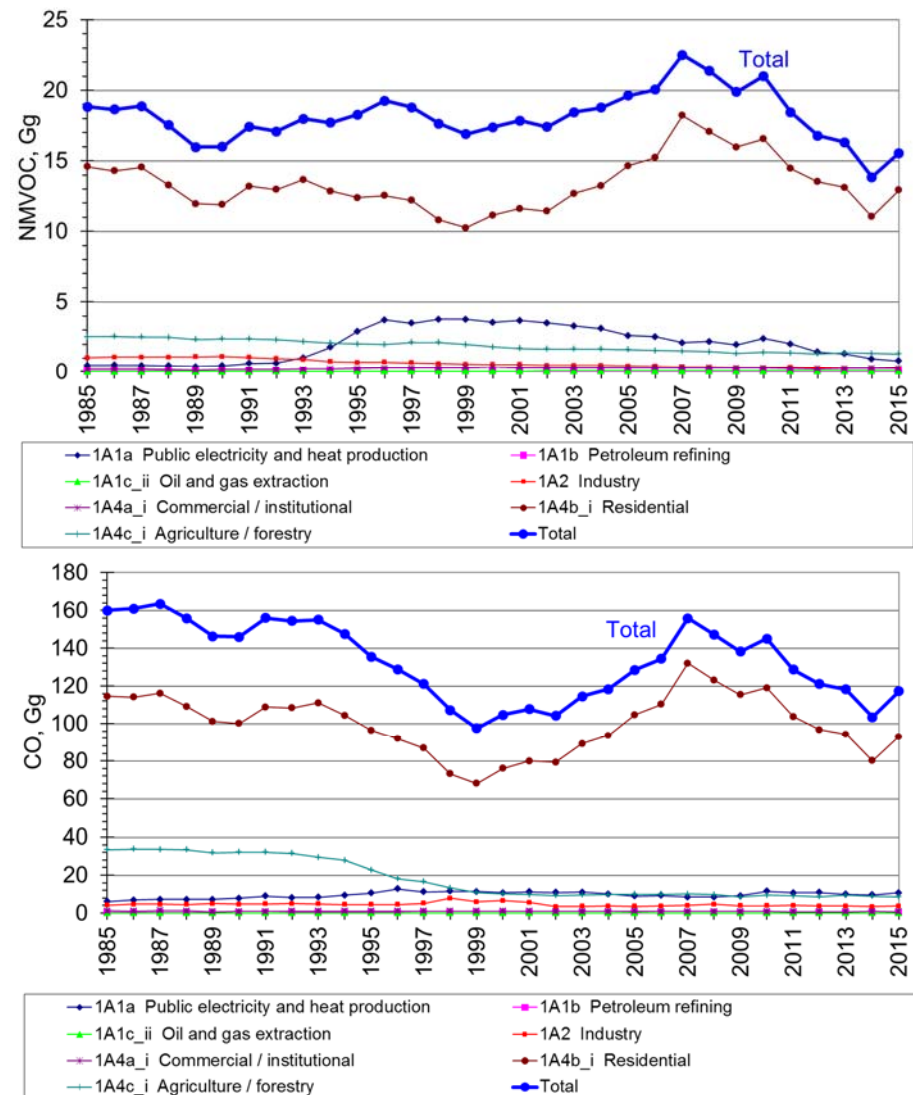 25
20
15
10
5
0
NMVOC, Gg
Total
1985
1987
1989
1991
1993
1995
1997
1999
2001
2003
2005
2007
2009
2011
2013
2015
1A1a Public electricity and heat production
1A1b Petroleum refining
1A1c_ii Oil and gas extraction
1A2 Industry
1A4a_i Commercial / institutional
1A4b_i Residential
1A4c_i Agriculture / forestry
Total
180
160
140
120
100
80
60
40
20
0
CO, Gg
Total
1985
1987
1989
1991
1993
1995
1997
1999
2001
2003
2005
2007
2009
2011
2013
2015
1A1a Public electricity and heat production
1A1b Petroleum refining
1A1c_ii Oil and gas extraction
1A2 Industry
1A4a_i Commercial / institutional
1A4b_i Residential
1A4c_i Agriculture / forestry
Total